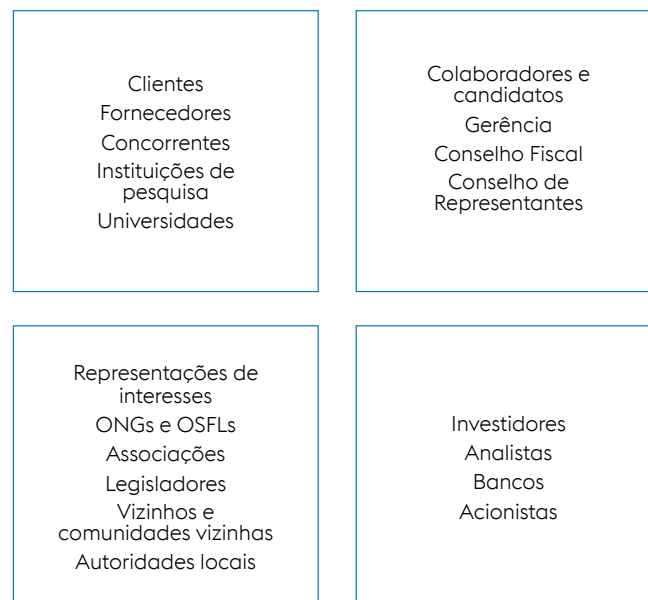 Clientes
Fornecedores
Concorrentes
Instituições de
pesquisa
Universidades
Colaboradores e
candidatos
Gerência
Conselho Fiscal
Conselho de
Representantes
Representações de
interesses
ONGs e OSFLs
Associações
Legisladores
Vizinhos e
comunidades vizinhas
Autoridades locais
Investidores
Analistas
Bancos
Acionistas